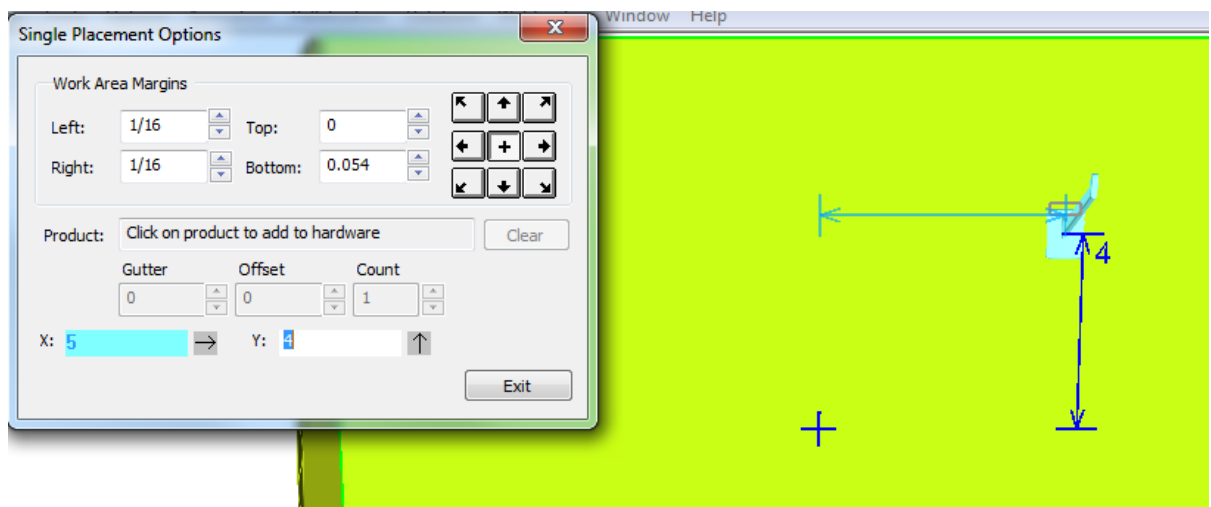 Window Help
Single Placement Options
Work Area Margins
Left: 1/16 Top: 0
Right: 1/16 Bottom: 0.054
Product: Click on product to add to hardware Clear
Gutter Offset Count
0 0 1
X: 5 Y: 4
Exit
4